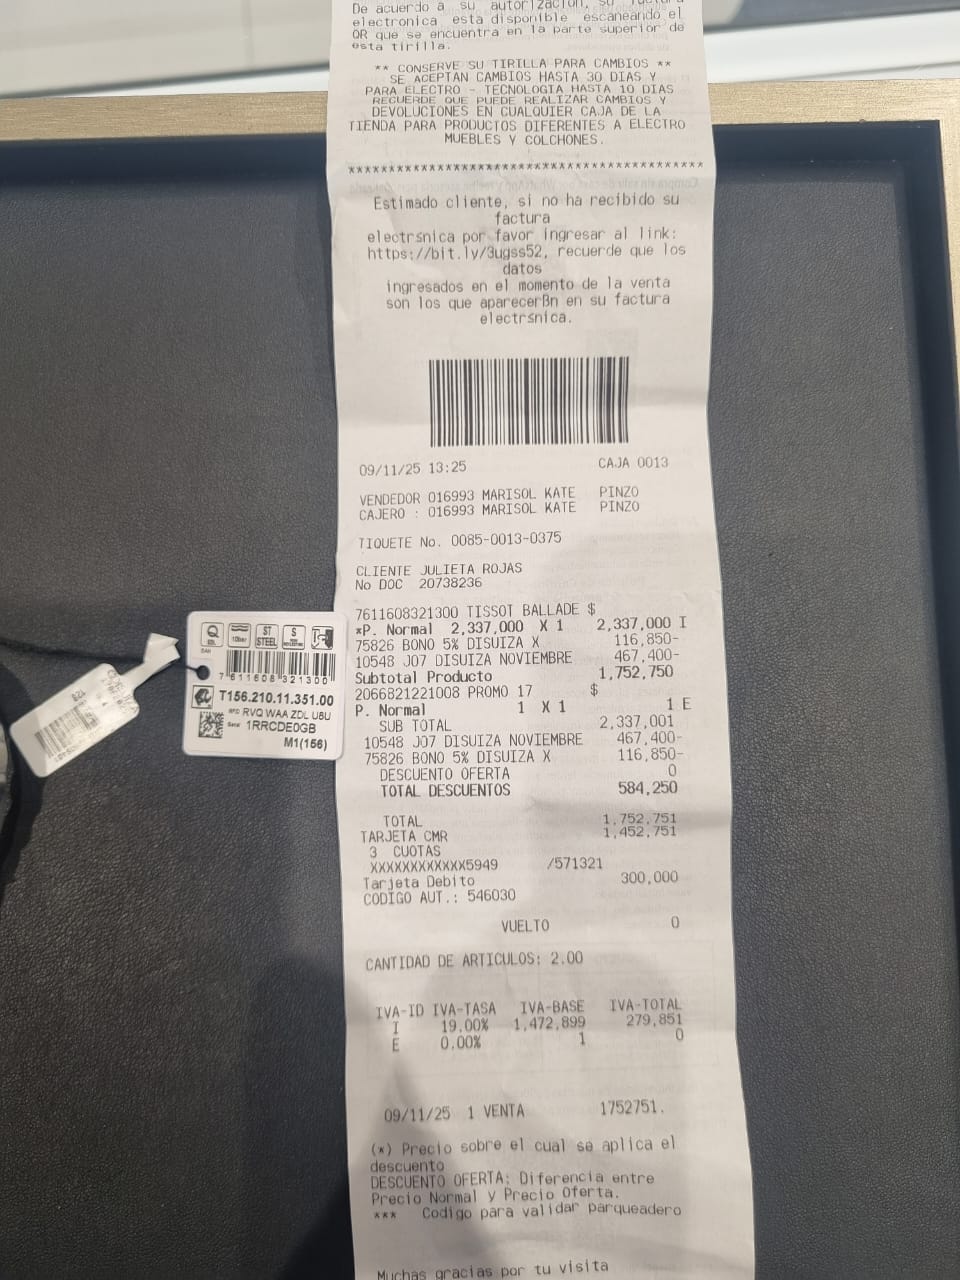 De acuerdo a su autorización, su factura
electronica esta disponible escaneando el
QR que se encuentra en la parte superior de
esta tirilla.
** CONSERVE SU TIRILLA PARA CAMBIOS **
SE ACEPTAN CAMBIOS HASTA 30 DIAS Y
PARA ELECTRO - TECNOLOGIA HASTA 10 DIAS
RECUERDE QUE PUEDE REALIZAR CAMBIOS Y
DEVOLUCIONES EN CUALQUIER CAJA DE LA
TIENDA PARA PRODUCTOS DIFERENTES A ELECTRO
MUEBLES Y COLCHONES.
*******************************************
Estimado cliente, si no ha recibido su
factura
electrsnica por favor ingresar al link:
https://bit.ly/3ugss52, recuerde que los
datos
ingresados en el momento de la venta
son los que aparecerßn en su factura
electrsnica.
09/11/25 13:25 CAJA 0013
VENDEDOR 016993 MARISOL KATE PINZO
CAJERO : 016993 MARISOL KATE PINZO
TIQUETE No. 0085-0013-0375
CLIENTE JULIETA ROJAS
No DOC 20738236
7611608321300 TISSOT BALLADE $
*P. Normal 2,337,000 X 1 2,337,000 I
75826 BONO 5% DISUIZA X 116,850-
10548 J07 DISUIZA NOVIEMBRE 467,400-
Subtotal Producto 1,752,750
2066821221008 PROMO 17 $
P. Normal 1 X 1 1 E
SUB TOTAL 2,337,001
10548 J07 DISUIZA NOVIEMBRE 467,400-
75826 BONO 5% DISUIZA X 116,850-
DESCUENTO OFERTA 0
TOTAL DESCUENTOS 584,250
TOTAL 1,752,751
TARJETA CMR 1,452,751
3 CUOTAS
XXXXXXXXXXXX5949 /571321
Tarjeta Debito 300,000
CODIGO AUT.: 546030
VUELTO 0
CANTIDAD DE ARTICULOS: 2.00
IVA-ID IVA-TASA IVA-BASE IVA-TOTAL
I 19.00% 1,472,899 279,851
E 0.00% 1 0
09/11/25 1 VENTA 1752751.
(*) Precio sobre el cual se aplica el
descuento
DESCUENTO OFERTA: Diferencia entre
Precio Normal y Precio Oferta.
*** Codigo para validar parqueadero
Muchas gracias por tu visita
Q
10bar
ST
STEEL
S
7 611608 321300
T156.210.11.351.00
RVQ WAA ZDL U8U
1RRCDE0GB
M1(156)